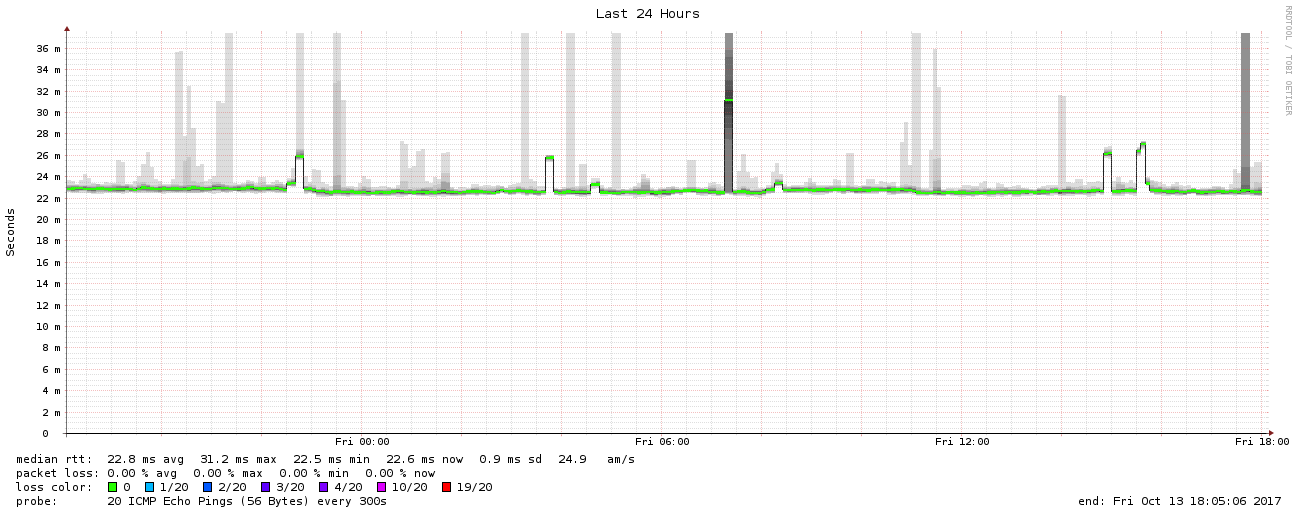 Last 24 Hours
RRDTOOL / TOBI OETIKER
Seconds
36 m
34 m
32 m
30 m
28 m
26 m
24 m
22 m
20 m
18 m
16 m
14 m
12 m
10 m
8 m
6 m
4 m
2 m
0
Fri 00:00 Fri 06:00 Fri 12:00 Fri 18:00
median rtt: 22.8 ms avg 31.2 ms max 22.5 ms min 22.6 ms now 0.9 ms sd 24.9 am/s
packet loss: 0.00 % avg 0.00 % max 0.00 % min 0.00 % now
loss color: 0 1/20 2/20 3/20 4/20 10/20 19/20
probe: 20 ICMP Echo Pings (56 Bytes) every 300s end: Fri Oct 13 18:05:06 2017